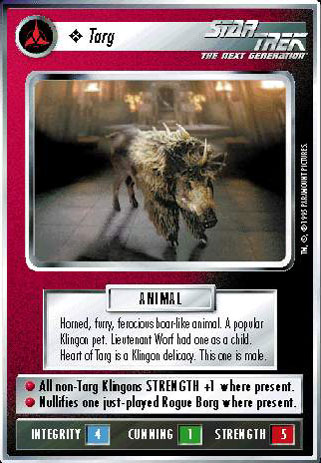 ❖ Targ
STAR TREK
THE NEXT GENERATION®
TM, ®, © 1995 PARAMOUNT PICTURES.
ANIMAL
Horned, furry, ferocious boar-like animal. A popular
Klingon pet. Lieutenant Worf had one as a child.
Heart of Targ is a Klingon delicacy. This one is male.
● All non-Targ Klingons STRENGTH +1 where present.
● Nullifies one just-played Rogue Borg where present.
INTEGRITY 4 CUNNING 1 STRENGTH 5